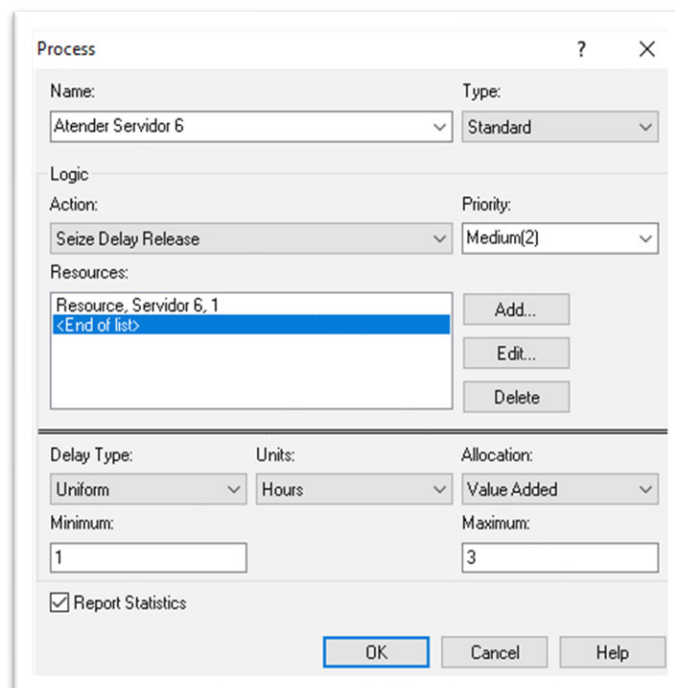 Process ? X
Name: Type:
Atender Servidor 6 Standard
Logic
Action: Priority:
Seize Delay Release Medium(2)
Resources:
Resource, Servidor 6, 1
<End of list>
Add...
Edit...
Delete
Delay Type: Units: Allocation:
Uniform Hours Value Added
Minimum: Maximum:
1 3
Report Statistics
OK Cancel Help